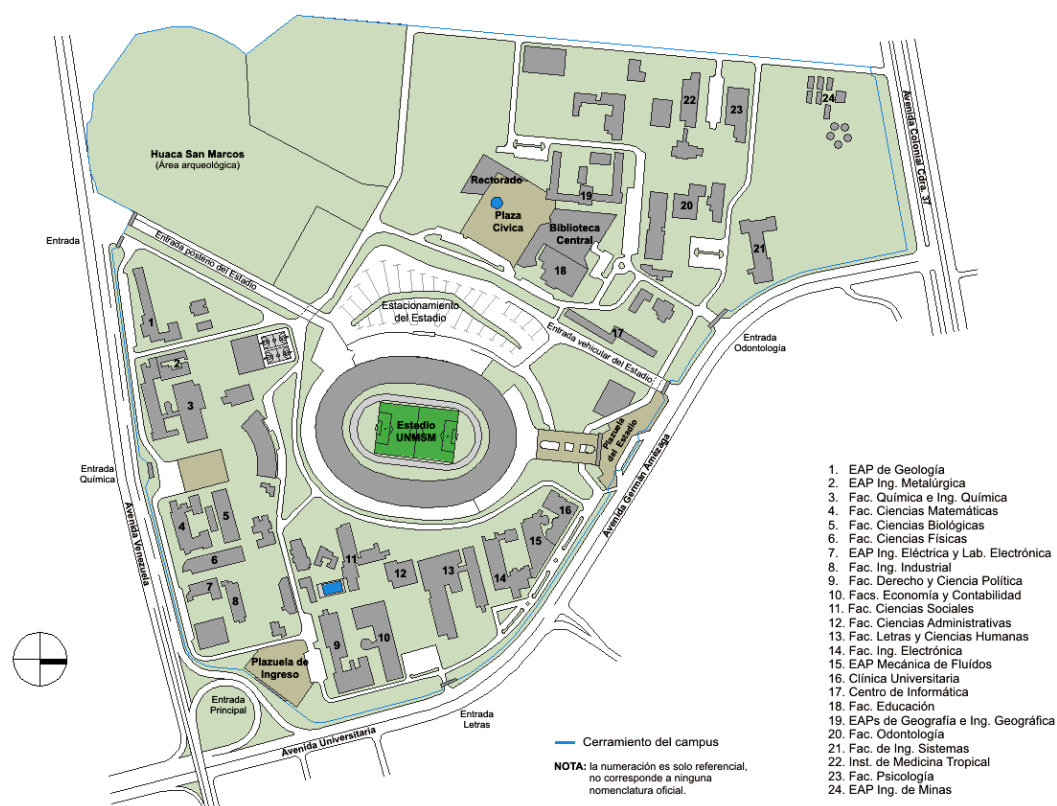 Huaca San Marcos
(Área arqueológica)
Avenida Colonial Cdra. 37
22
23
24
Rectorado
19
Plaza
Cívica
20
Biblioteca
Central
21
18
Entrada
Entrada posterio del Estadio
Estacionamiento
del Estadio
1
17
Entrada vehicular del Estadio
Entrada
Odontología
2
3
Estadio
UNMSM
Plazuela
del Estadio
Avenida Germán Amézaga
Entrada
Química
Avenida Venezuela
4
5
16
15
6
11
7
8
12
13
14
9
10
Plazuela de
Ingreso
Entrada
Principal
Entrada
Letras
Avenida Universitaria
1. EAP de Geología
2. EAP Ing. Metalúrgica
3. Fac. Química e Ing. Química
4. Fac. Ciencias Matemáticas
5. Fac. Ciencias Biológicas
6. Fac. Ciencias Físicas
7. EAP Ing. Eléctrica y Lab. Electrónica
8. Fac. Ing. Industrial
9. Fac. Derecho y Ciencia Política
10. Facs. Economía y Contabilidad
11. Fac. Ciencias Sociales
12. Fac. Ciencias Administrativas
13. Fac. Letras y Ciencias Humanas
14. Fac. Ing. Electrónica
15. EAP Mecánica de Fluídos
16. Clínica Universitaria
17. Centro de Informática
18. Fac. Educación
19. EAPs de Geografía e Ing. Geográfica
20. Fac. Odontología
21. Fac. de Ing. Sistemas
22. Inst. de Medicina Tropical
23. Fac. Psicología
24. EAP Ing. de Minas
Cerramiento del campus
NOTA: la numeración es solo referencial,
no corresponde a ninguna
nomenclatura oficial.